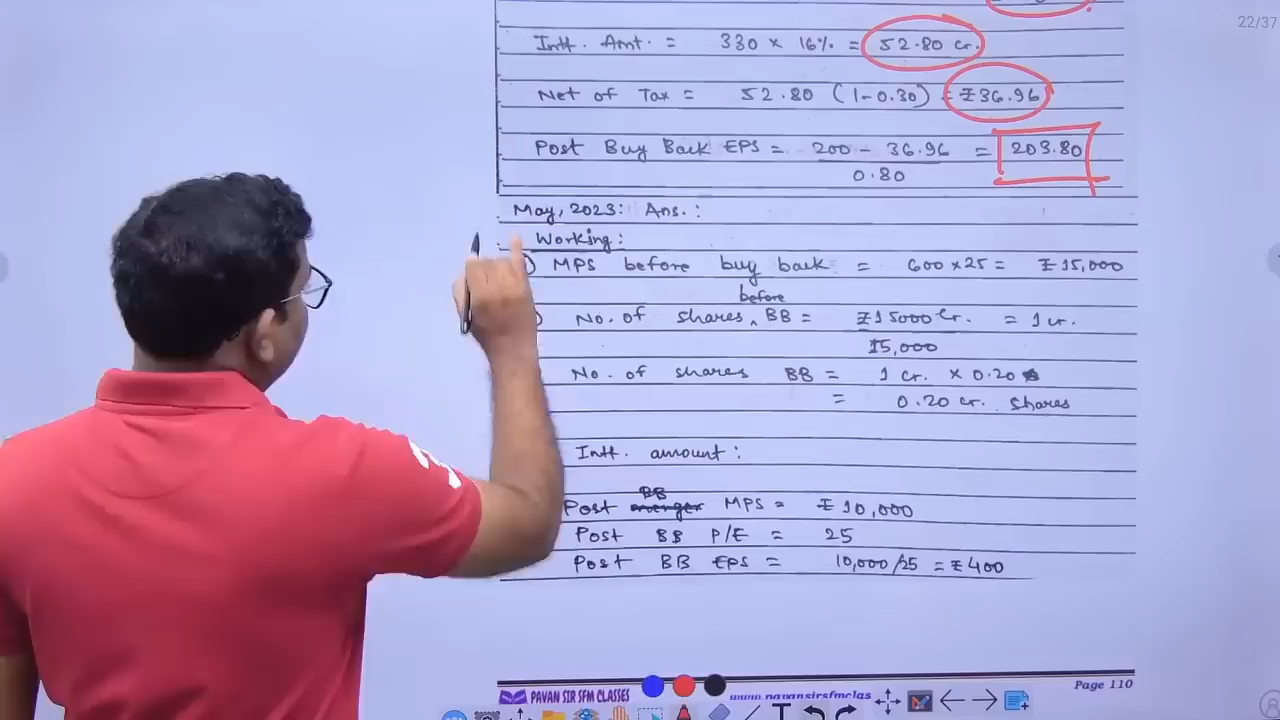 22/37
Intt. Amt. = 330 × 16% = 52.80 cr.
Net of Tax = 52.80 (1-0.30) = ₹36.96
Post Buy Back EPS = 200 - 36.96 = 203.80
0.80
May, 2023: Ans.:
Working:
MPS before buy back = 600×25 = ₹15,000
before
No. of shares ^ BB = ₹15000 Cr. = 1 cr.
15,000
No. of shares BB = 1 cr. × 0.20
= 0.20 cr. shares
Intt. amount:
BB
Post merger MPS = ₹10,000
Post BB P/E = 25
Post BB EPS = 10,000/25 = ₹400
Page 110
PAVAN SIR SFM CLASSES www.pavansirsfmclas